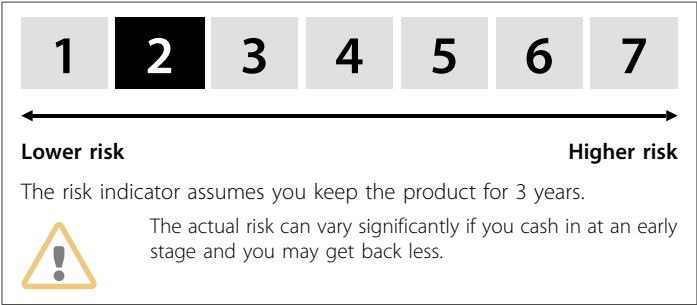 1 2 3 4 5 6 7
Lower risk Higher risk
The risk indicator assumes you keep the product for 3 years.
The actual risk can vary significantly if you cash in at an early
stage and you may get back less.